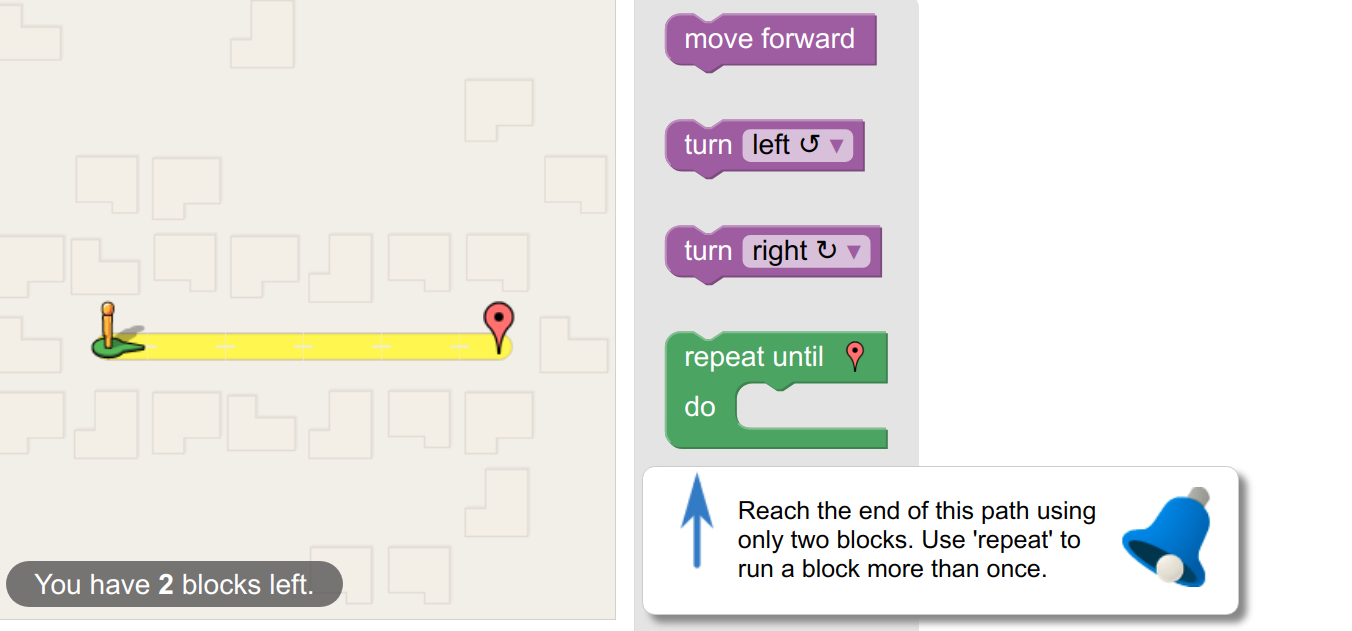 move forward
turn left ↺ ▼
turn right ↻ ▼
repeat until
do
Reach the end of this path using
only two blocks. Use 'repeat' to
run a block more than once.
You have 2 blocks left.